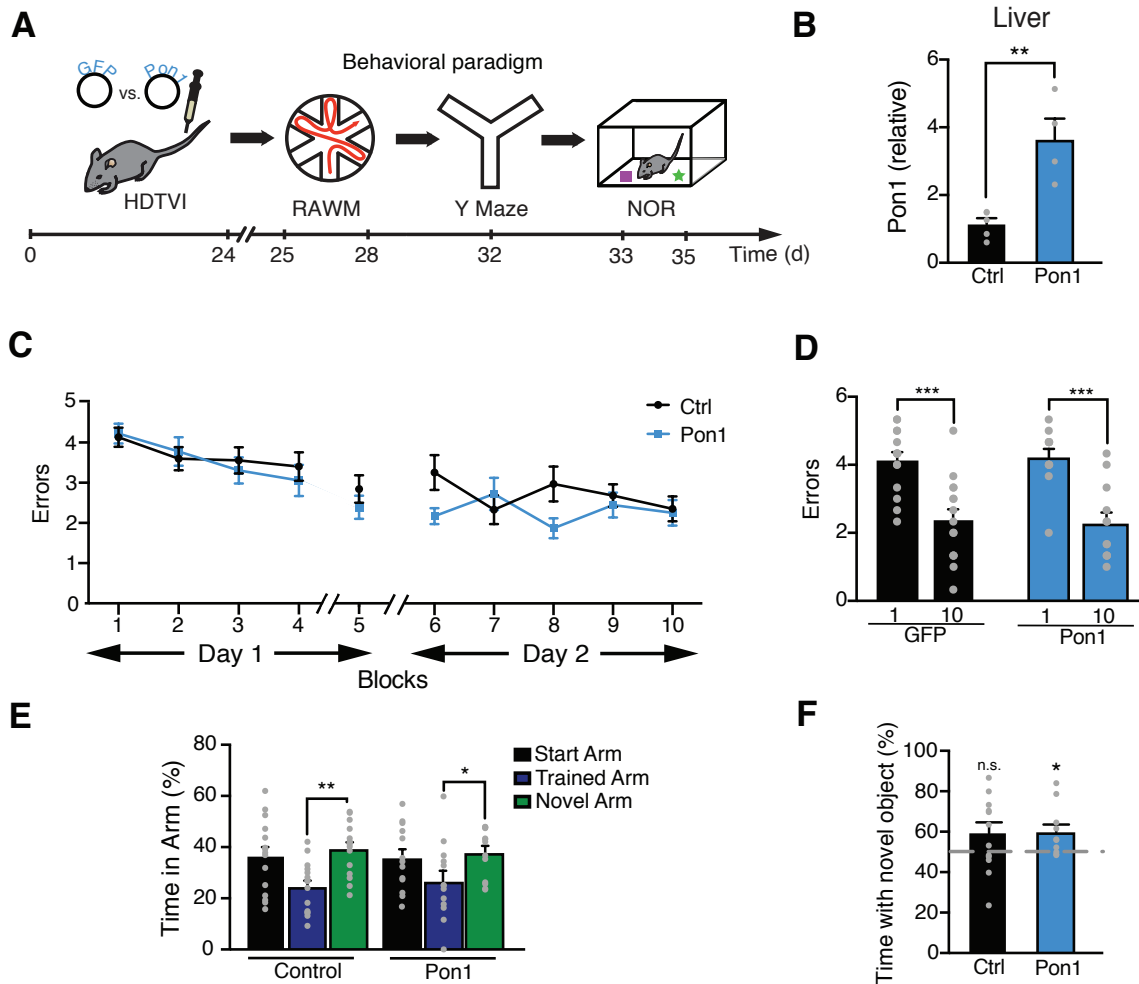 A
GFP
vs.
Pon1
Behavioral paradigm
HDTVI
RAWM
Y Maze
NOR
0
24
25
28
32
33
35
Time (d)
B
Liver
Pon1 (relative)
6
4
2
0
**
Ctrl
Pon1
C
Errors
5
4
3
2
1
0
Ctrl
Pon1
1
2
3
4
5
6
7
8
9
10
Day 1
Day 2
Blocks
D
Errors
6
4
2
0
***
***
1
10
1
10
GFP
Pon1
E
Time in Arm (%)
80
60
40
20
0
**
*
Start Arm
Trained Arm
Novel Arm
Control
Pon1
F
Time with novel object (%)
100
80
60
40
20
0
n.s.
*
Ctrl
Pon1